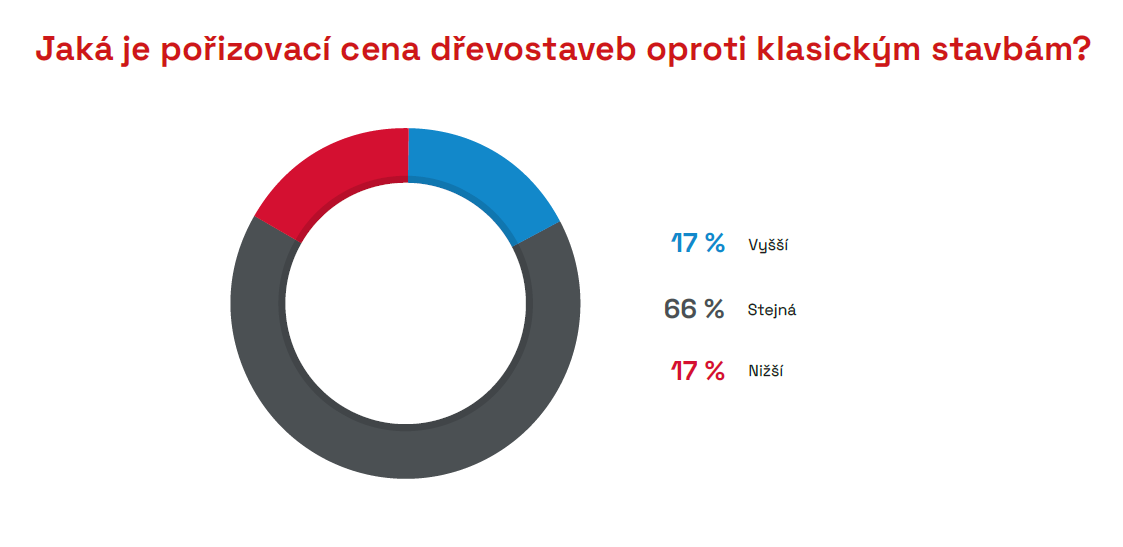 Jaká je pořizovací cena dřevostaveb oproti klasickým stavbám?
17 % Vyšší
66 % Stejná
17 % Nižší